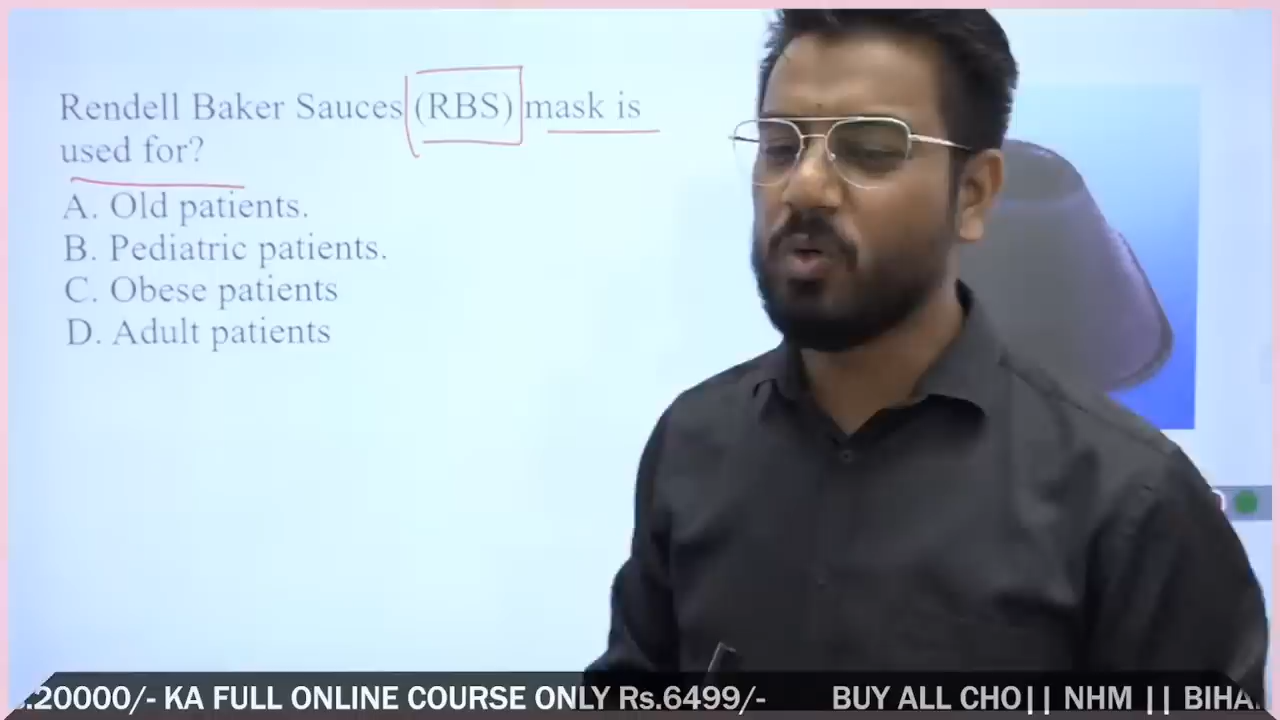 Rendell Baker Sauces (RBS) mask is
used for?
A. Old patients.
B. Pediatric patients.
C. Obese patients
D. Adult patients
.20000/- KA FULL ONLINE COURSE ONLY Rs.6499/- BUY ALL CHO|| NHM || BIHA